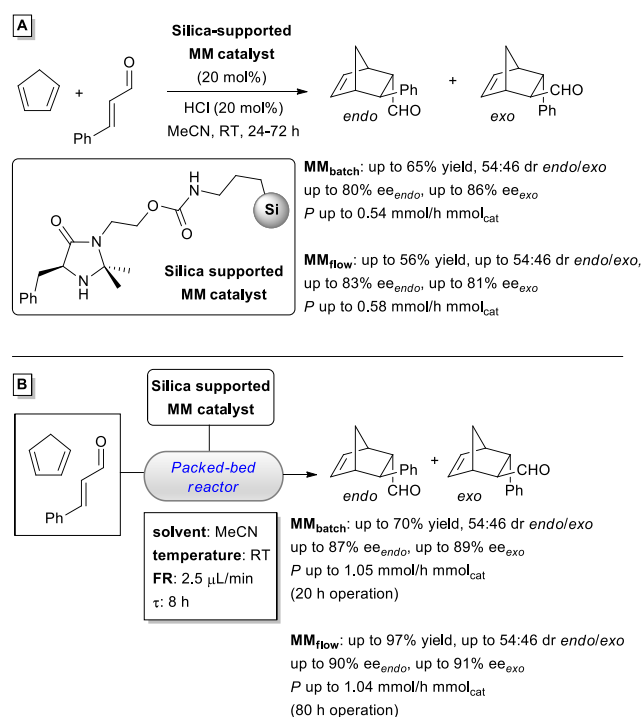 A
Silica-supported
MM catalyst
(20 mol%)
HCl (20 mol%)
MeCN, RT, 24-72 h
+
O
Ph
Ph
CHO
endo
+
CHO
Ph
exo
O
N
O
O
H
N
Si
Ph
N
H
Silica supported
MM catalyst
MMbatch: up to 65% yield, 54:46 dr endo/exo
up to 80% eeendo, up to 86% eeexo
P up to 0.54 mmol/h mmolcat
MMflow: up to 56% yield, up to 54:46 dr endo/exo,
up to 83% eeendo, up to 81% eeexo
P up to 0.58 mmol/h mmolcat
B
Silica supported
MM catalyst
O
Ph
Packed-bed
reactor
solvent: MeCN
temperature: RT
FR: 2.5 μL/min
τ: 8 h
Ph
CHO
endo
+
CHO
Ph
exo
MMbatch: up to 70% yield, 54:46 dr endo/exo
up to 87% eeendo, up to 89% eeexo
P up to 1.05 mmol/h mmolcat
(20 h operation)
MMflow: up to 97% yield, up to 54:46 dr endo/exo
up to 90% eeendo, up to 91% eeexo
P up to 1.04 mmol/h mmolcat
(80 h operation)